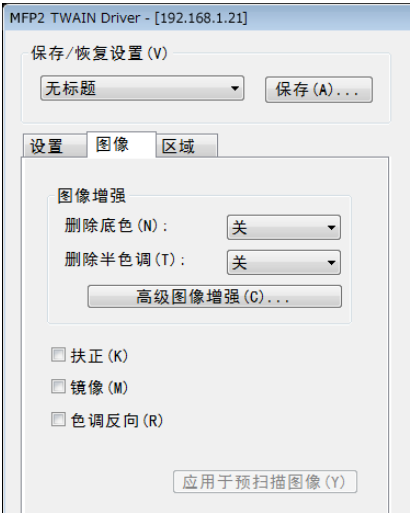 MFP2 TWAIN Driver - [192.168.1.21]
保存/恢复设置(V)
无标题 保存(A)...
设置 图像 区域
图像增强
删除底色(N): 关
删除半色调(T): 关
高级图像增强(C)...
扶正(K)
镜像(M)
色调反向(R)
应用于预扫描图像(Y)